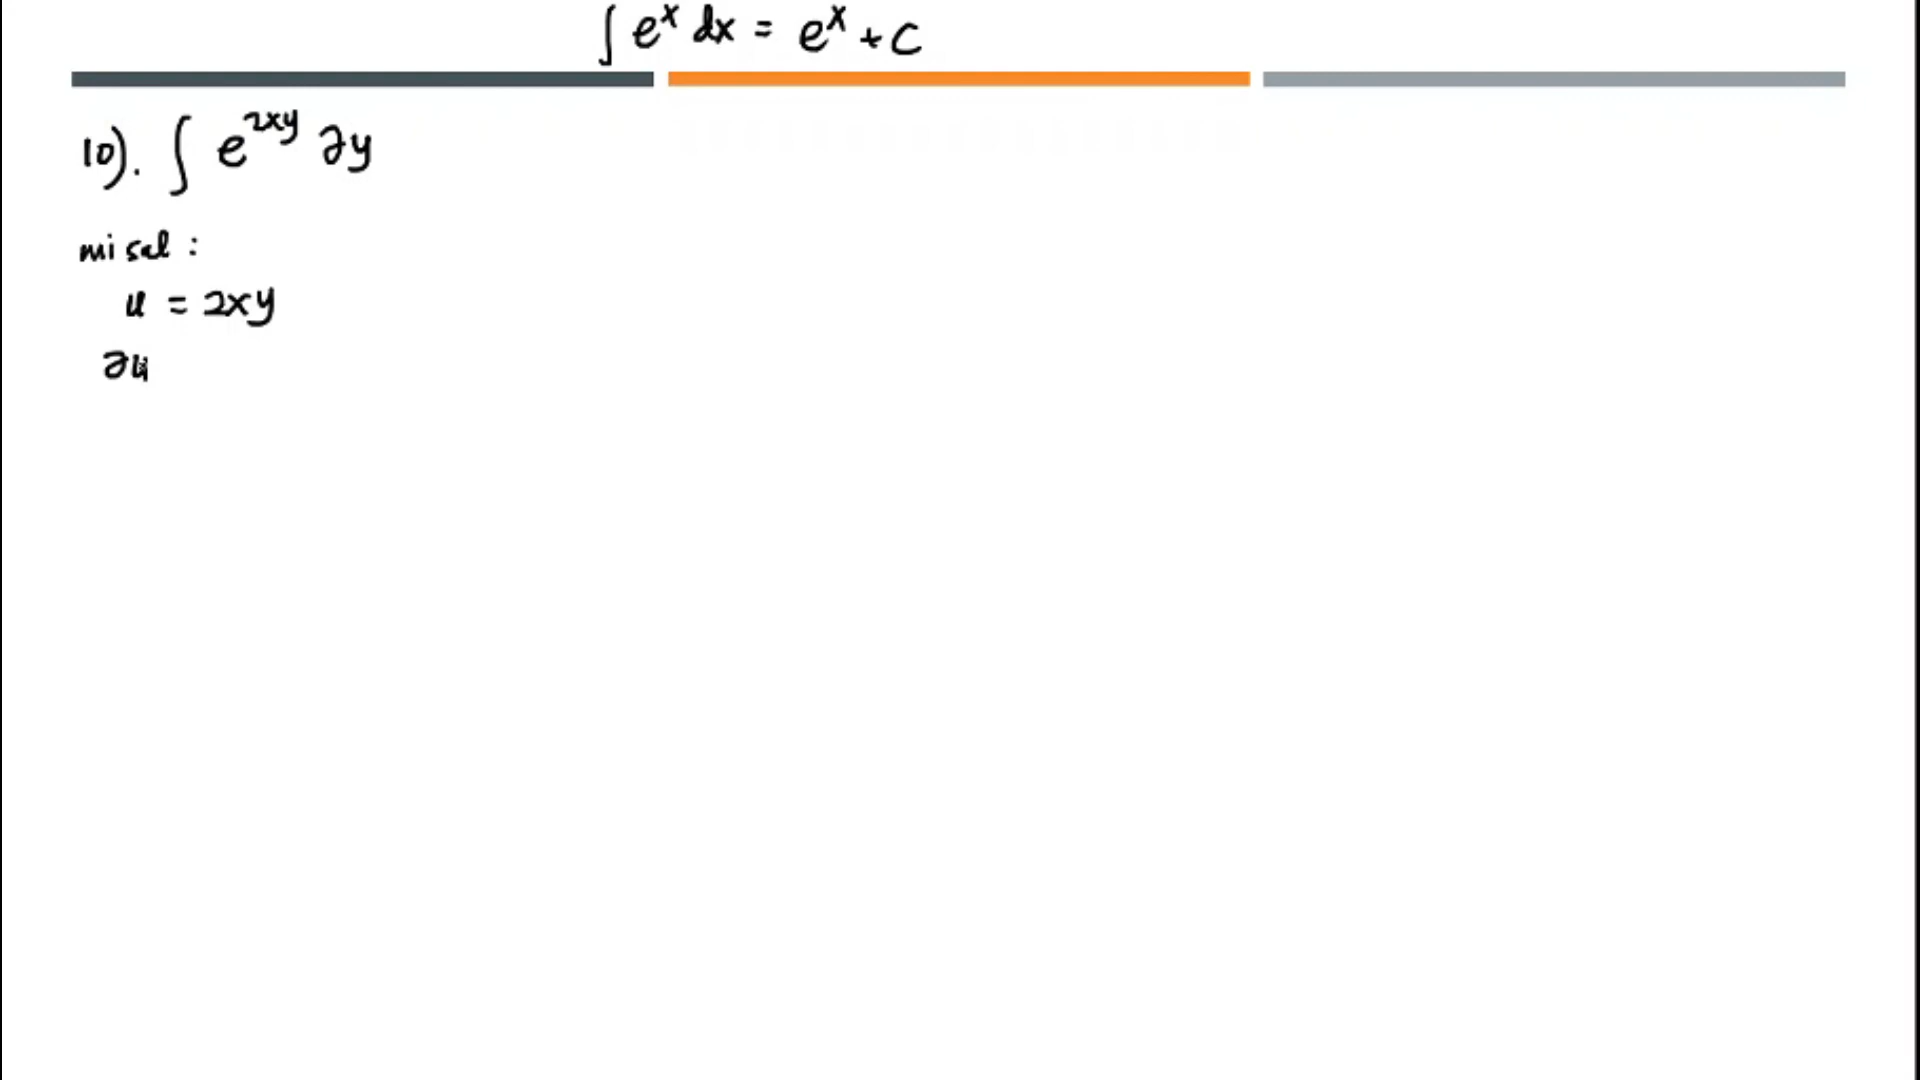 ∫ eˣ dx = eˣ + C
10). ∫ e²ˣʸ ∂y
misal :
u = 2xy
∂u